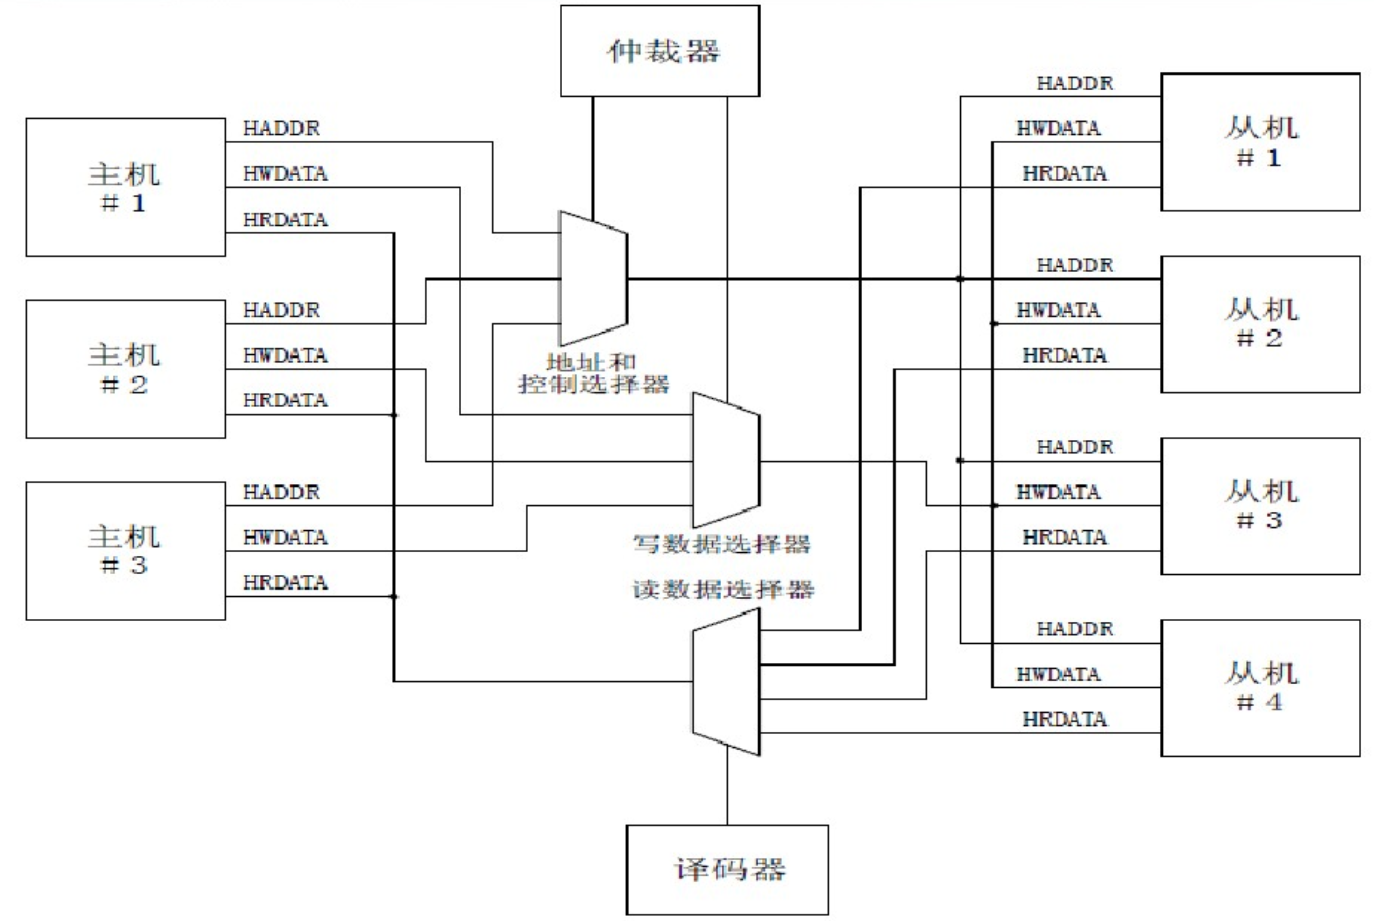 仲裁器
主机
# 1
HADDR
HWDATA
HRDATA
主机
# 2
HADDR
HWDATA
HRDATA
主机
# 3
HADDR
HWDATA
HRDATA
地址和
控制选择器
写数据选择器
读数据选择器
译码器
HADDR
HWDATA
HRDATA
从机
# 1
HADDR
HWDATA
HRDATA
从机
# 2
HADDR
HWDATA
HRDATA
从机
# 3
HADDR
HWDATA
HRDATA
从机
# 4